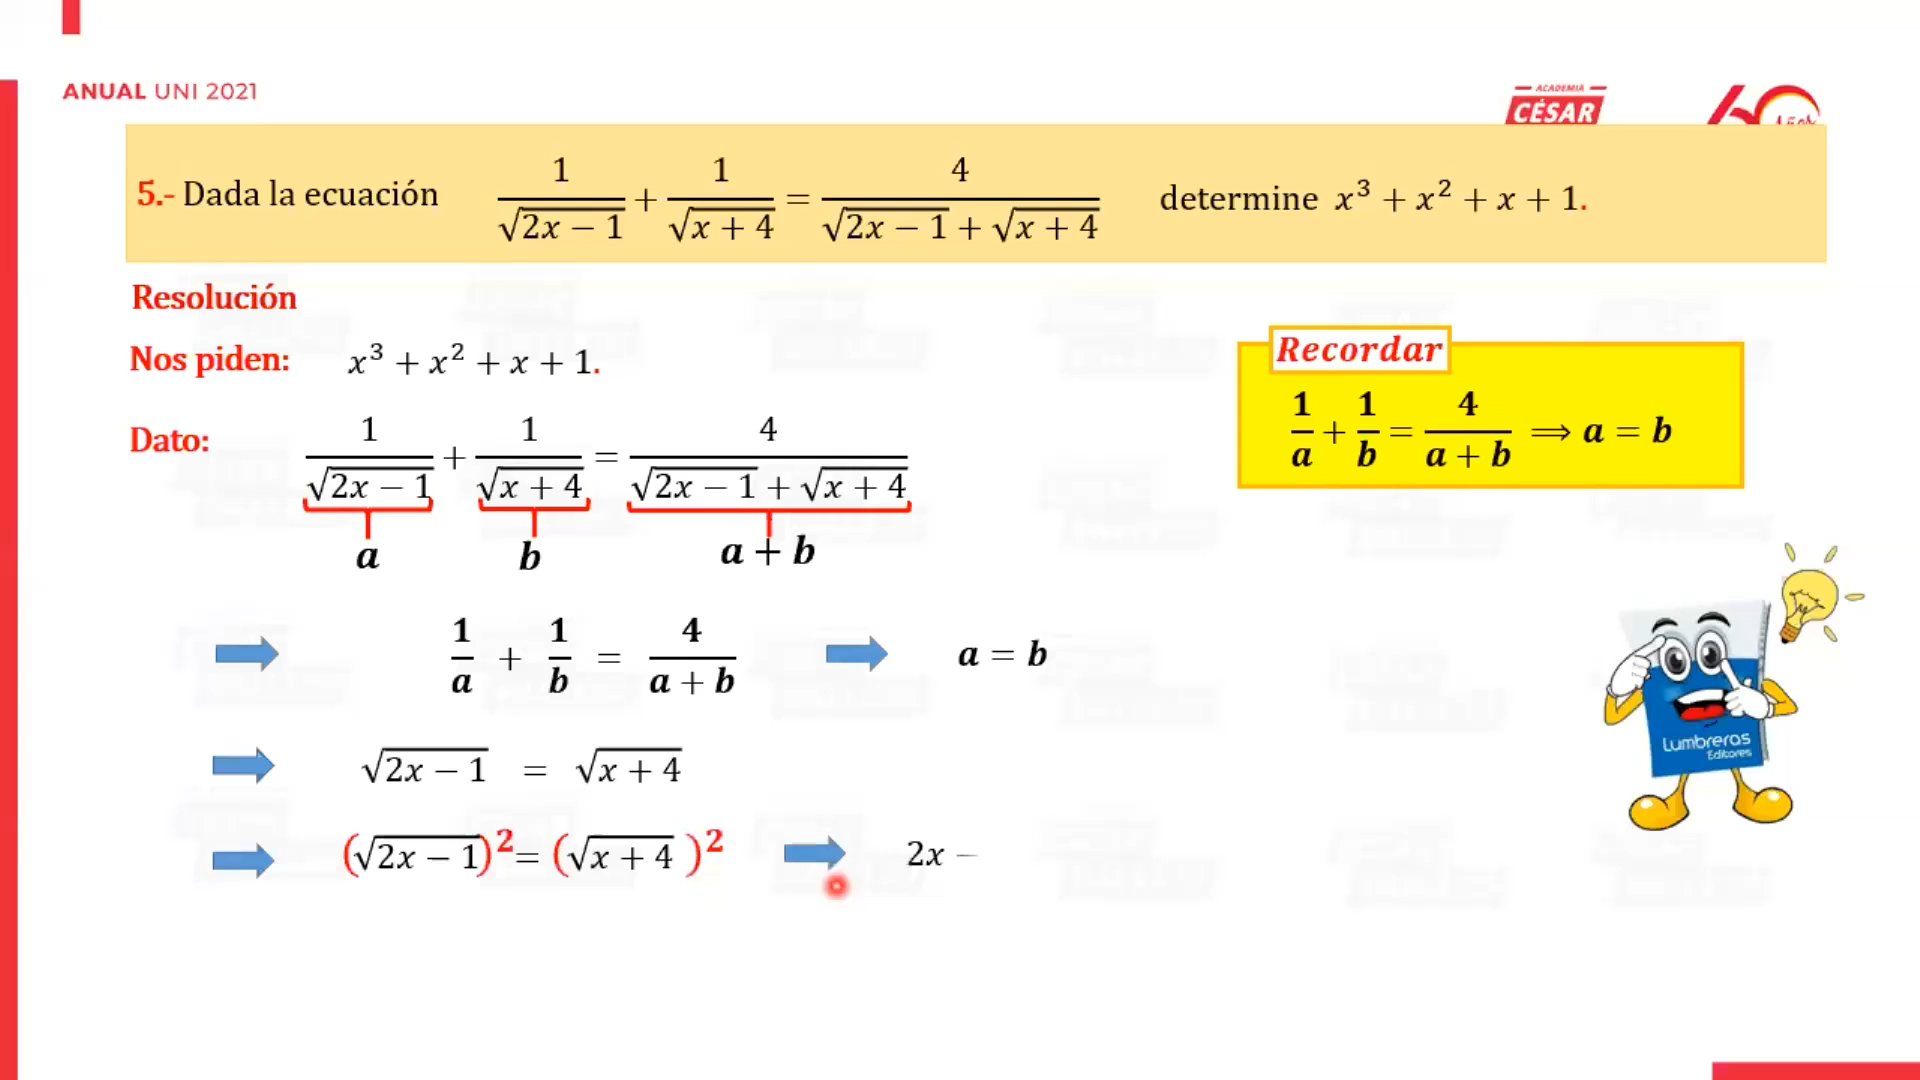 ANUAL UNI 2021
ACADEMIA
CÉSAR
60 Años
5.- Dada la ecuación 1/√(2x − 1) + 1/√(x + 4) = 4/(√(2x − 1) + √(x + 4)) determine x³ + x² + x + 1.
Resolución
Nos piden: x³ + x² + x + 1.
Recordar
1/a + 1/b = 4/(a + b) ⟹ a = b
Dato: 1/√(2x − 1) + 1/√(x + 4) = 4/(√(2x − 1) + √(x + 4))
a b a + b
1/a + 1/b = 4/(a + b) a = b
√(2x − 1) = √(x + 4)
(√(2x − 1))² = (√(x + 4))² 2x −
Lumbreras
Editores